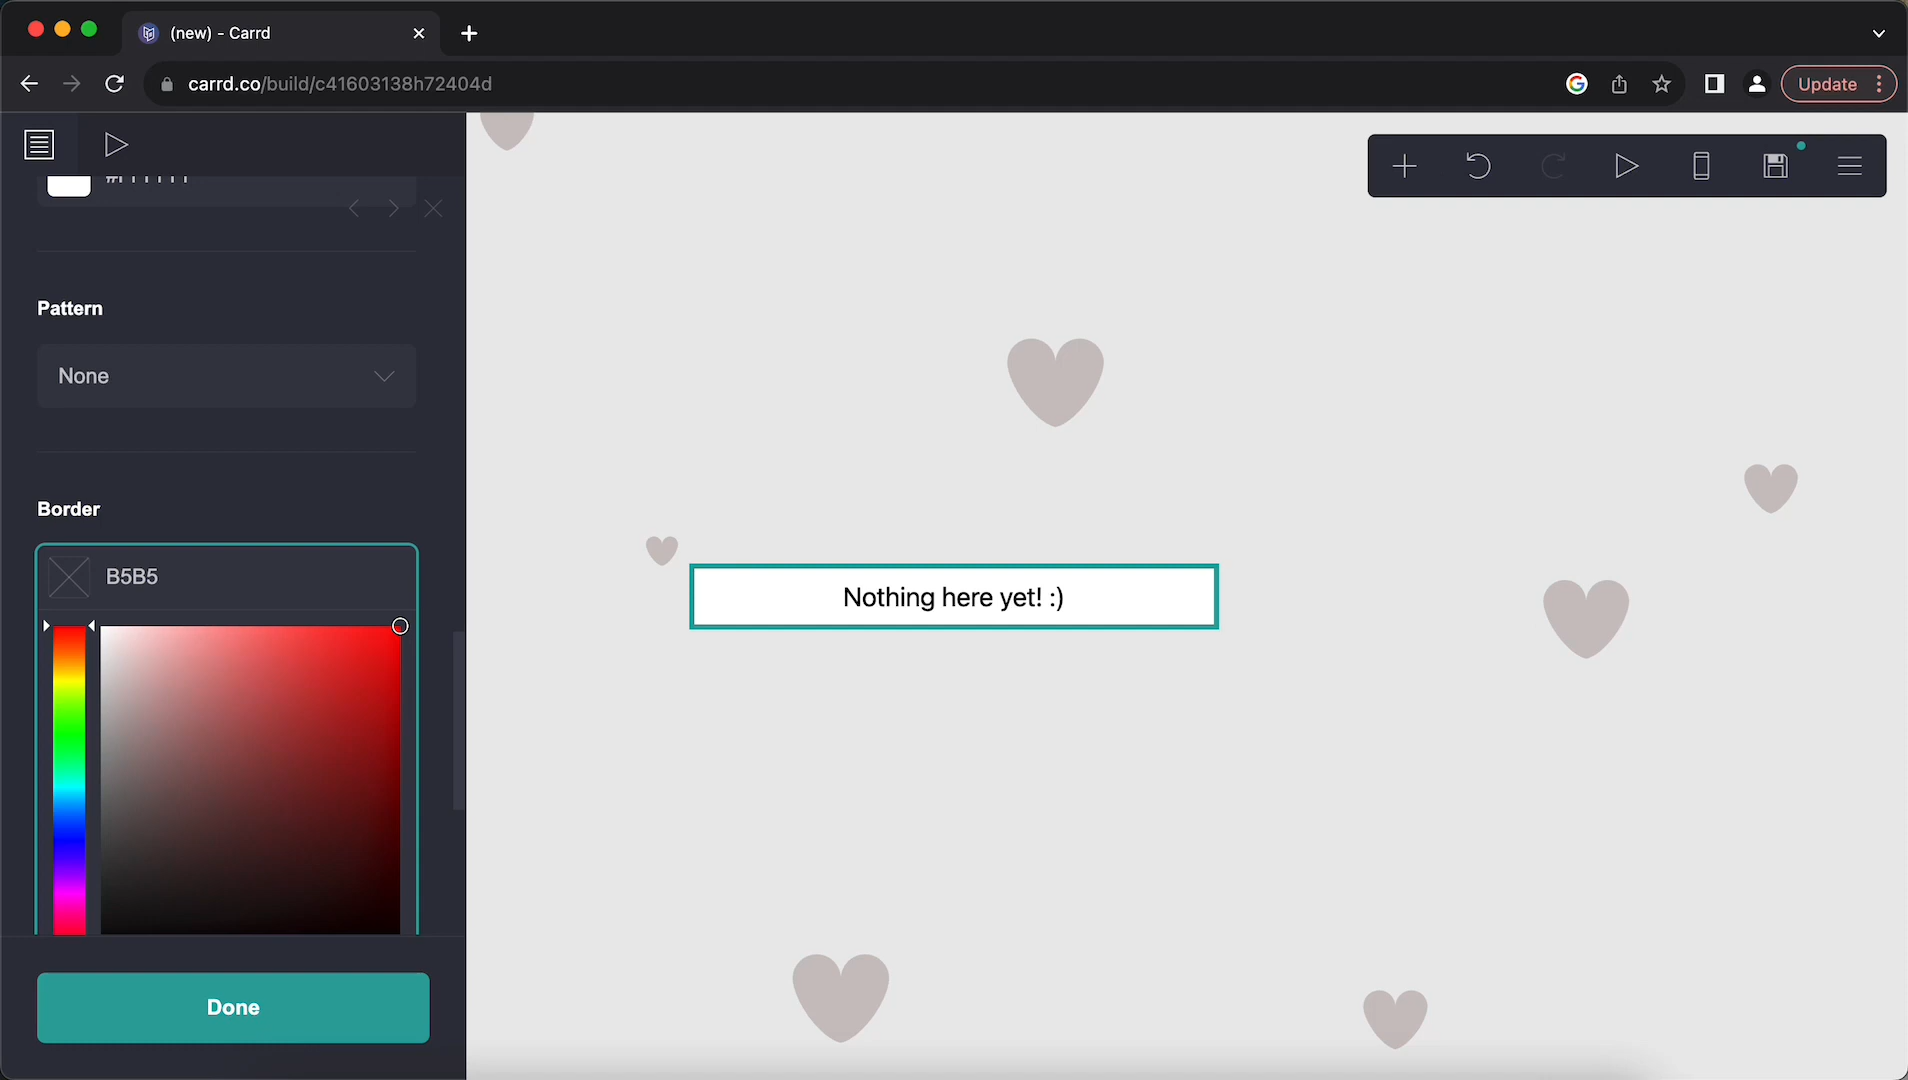 (new) - Carrd
carrd.co/build/c41603138h72404d
Update
Pattern
None
Border
B5B5
Done
Nothing here yet! :)